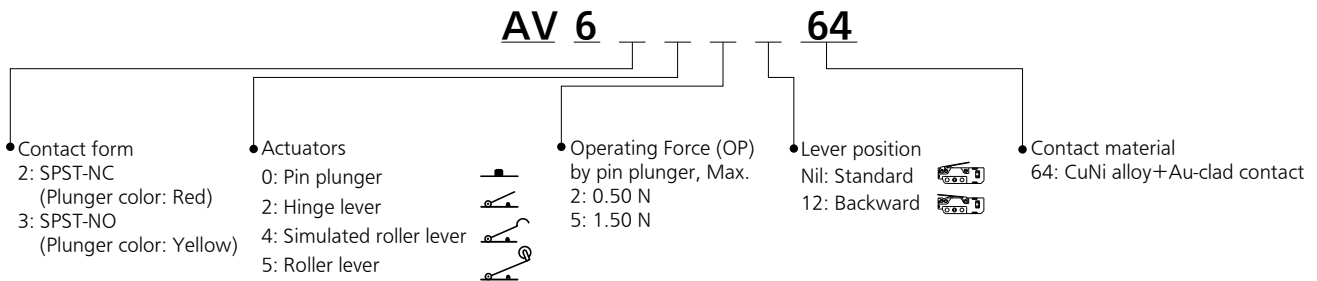 AV 6 64
Contact form
2: SPST-NC
(Plunger color: Red)
3: SPST-NO
(Plunger color: Yellow)
Actuators
0: Pin plunger
2: Hinge lever
4: Simulated roller lever
5: Roller lever
Operating Force (OP)
by pin plunger, Max.
2: 0.50 N
5: 1.50 N
Lever position
Nil: Standard
12: Backward
Contact material
64: CuNi alloy+Au-clad contact